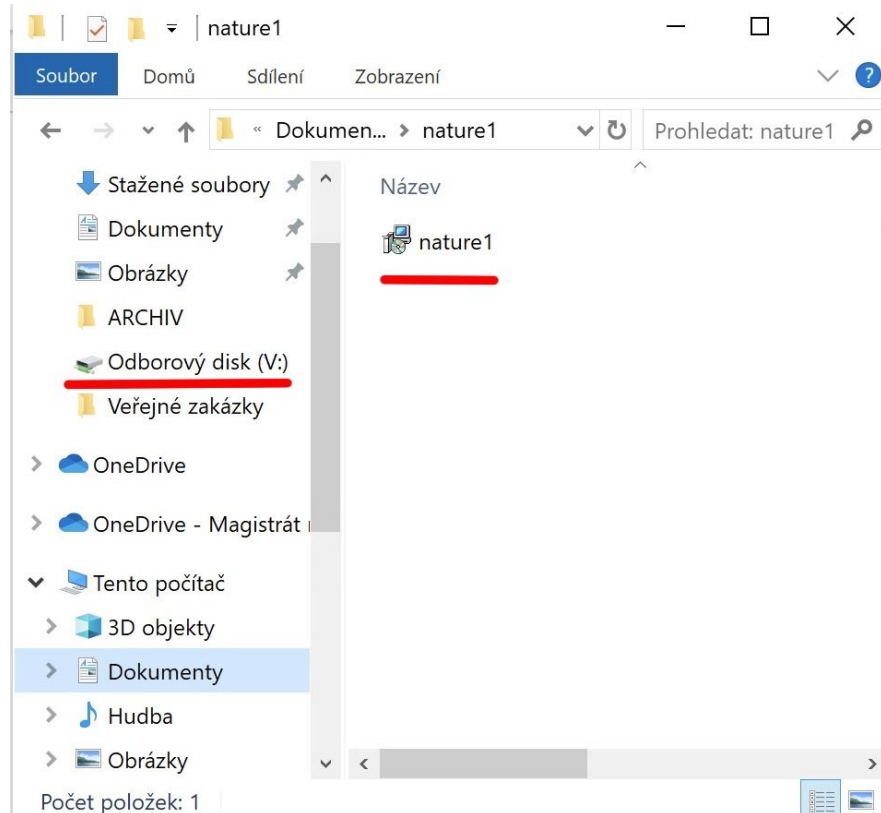 nature1
Soubor Domů Sdílení Zobrazení ?
« Dokumen... > nature1 Prohledat: nature1
Stažené soubory
Dokumenty
Obrázky
ARCHIV
Odborový disk (V:)
Veřejné zakázky
OneDrive
OneDrive - Magistrát
Tento počítač
3D objekty
Dokumenty
Hudba
Obrázky
Název
nature1
Počet položek: 1